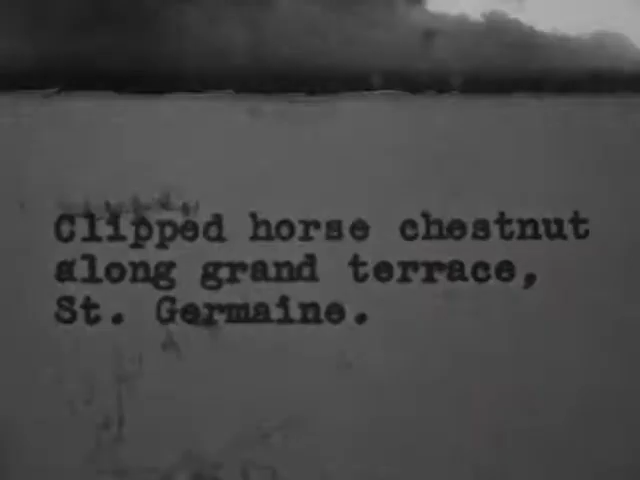 Clipped horse chestnut
along grand terrace,
St. Germaine.